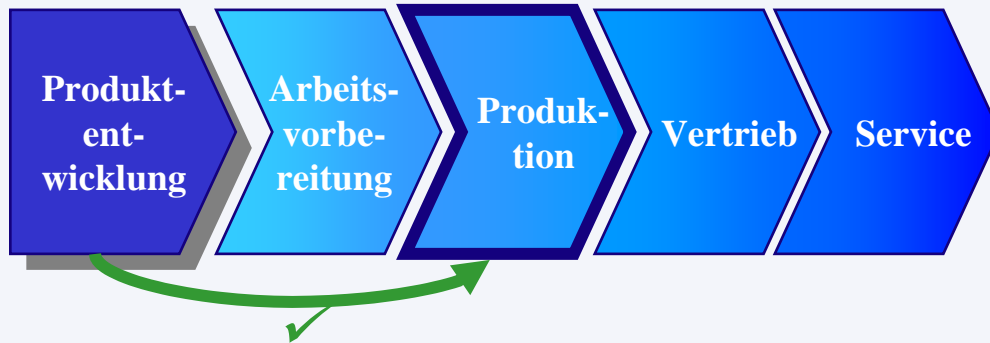 Produkt-
ent-
wicklung
Arbeits-
vorbe-
reitung
Produk-
tion
Vertrieb
Service